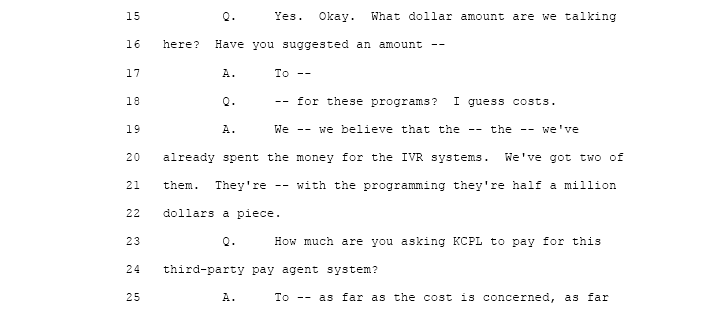 15 Q. Yes. Okay. What dollar amount are we talking
16 here? Have you suggested an amount --
17 A. To --
18 Q. -- for these programs? I guess costs.
19 A. We -- we believe that the -- the -- we've
20 already spent the money for the IVR systems. We've got two of
21 them. They're -- with the programming they're half a million
22 dollars a piece.
23 Q. How much are you asking KCPL to pay for this
24 third-party pay agent system?
25 A. To -- as far as the cost is concerned, as far